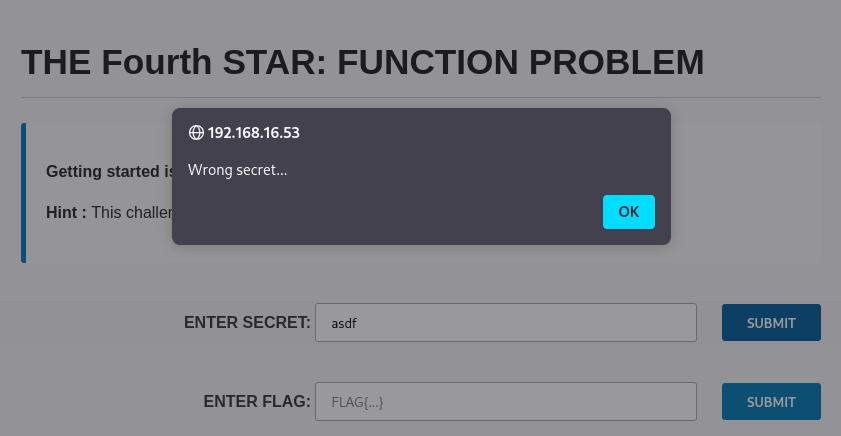 THE Fourth STAR: FUNCTION PROBLEM
192.168.16.53
Wrong secret...
OK
Getting started is
Hint : This challen
ENTER SECRET: asdf SUBMIT
ENTER FLAG: FLAG{...} SUBMIT